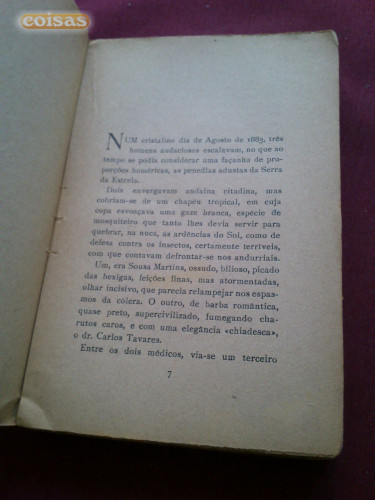 coisas
NUM cristalino dia de Agosto de 1883, três
homens audaciosos escalavam, no que ao
tempo se podia considerar uma façanha de pro-
porções homéricas, as penedias adustas da Serra
da Estrêla.
Dois envergavam andaina citadina, mas
cobriam-se de um chapéu tropical, em cuja
copa esvoaçava uma gaze branca, espécie de
mosquiteiro que tanto lhes devia servir para
quebrar, na nuca, as ardências do Sol, como de
defesa contra os insectos, certamente terríveis,
com que contavam defrontar-se nos andurriais.
Um, era Sousa Martins, ossudo, bilioso, picado
das bexigas, feições finas, mas atormentadas,
olhar incisivo, que parecia relampejar nos espas-
mos da cólera. O outro, de barba romântica,
quase preto, supercivilizado, fumegando cha-
rutos caros, e com uma elegância «chiadesca»,
o dr. Carlos Tavares.
Entre os dois médicos, via-se um terceiro
7